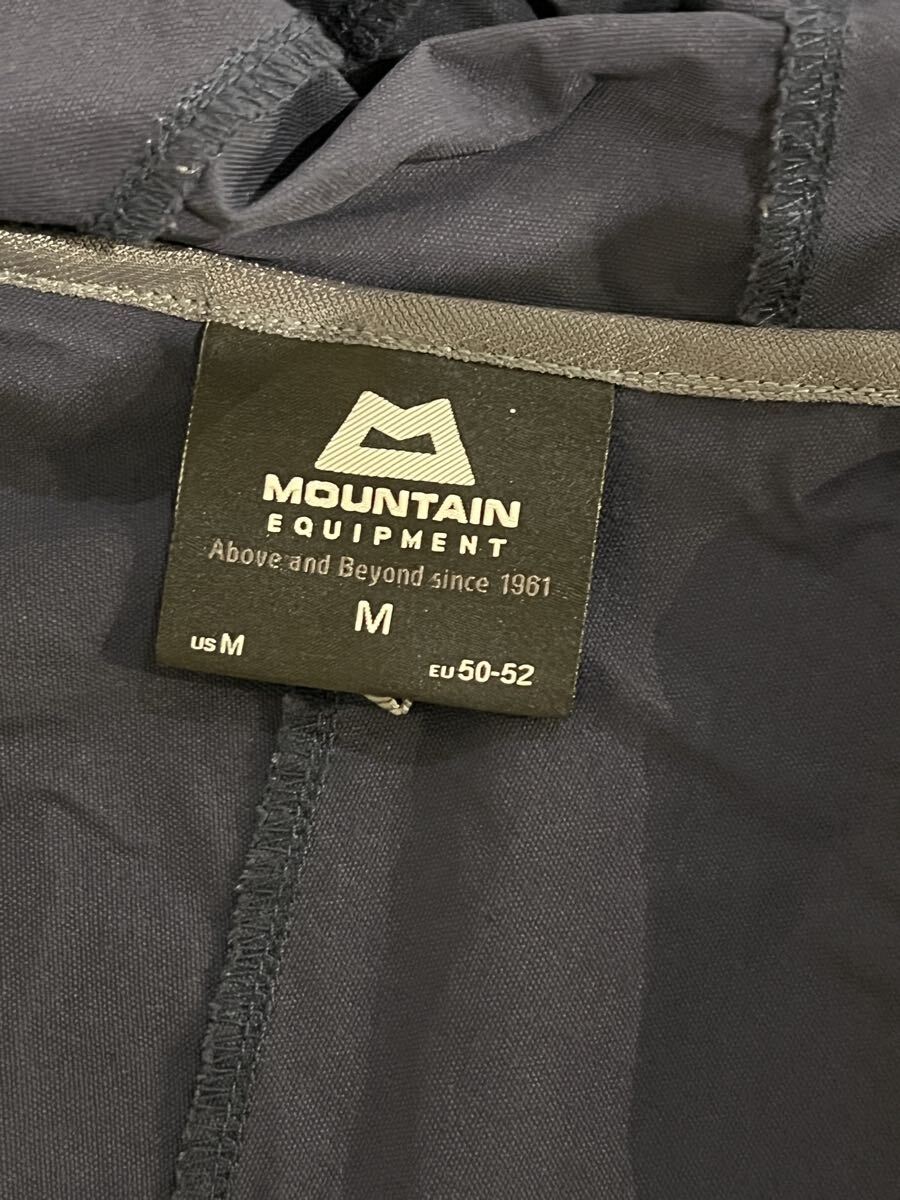 MOUNTAIN
EQUIPMENT
Above and Beyond since 1961
M
US M
EU 50-52